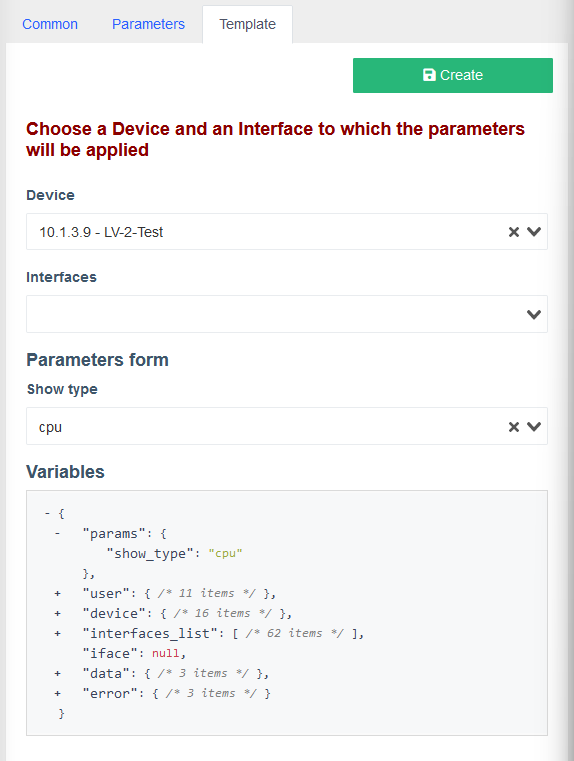 Common Parameters Template
Create
Choose a Device and an Interface to which the parameters
will be applied
Device
10.1.3.9 - LV-2-Test
Interfaces
Parameters form
Show type
cpu
Variables
- {
- "params": {
"show_type": "cpu"
},
+ "user": { /* 11 items */ },
+ "device": { /* 16 items */ },
+ "interfaces_list": [ /* 62 items */ ],
"iface": null,
+ "data": { /* 3 items */ },
+ "error": { /* 3 items */ }
}